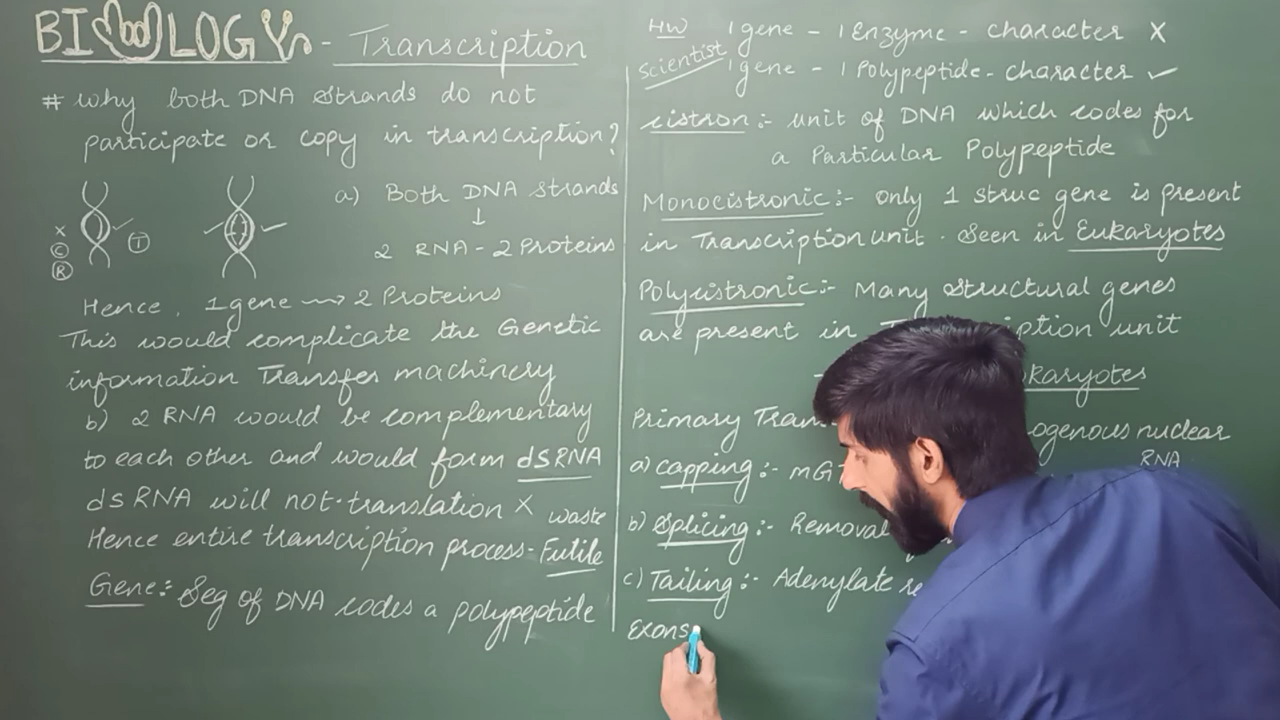 BIOLOGY - Transcription
# why both DNA strands do not
participate or copy in transcription?
a) Both DNA strands
↓
2 RNA - 2 Proteins
x
C
R
T
Hence, 1 gene ⟿ 2 Proteins
This would complicate the Genetic
information Transfer machinery
b) 2 RNA would be complementary
to each other and would form dsRNA
dsRNA will not translation X waste
Hence entire transcription process - Futile
Gene: Seg of DNA codes a polypeptide
HW 1 gene - 1 Enzyme - character X
Scientist 1 gene - 1 Polypeptide - character ✓
cistron :- unit of DNA which codes for
a Particular Polypeptide
Monocistronic :- only 1 struc gene is present
in Transcription unit. Seen in Eukaryotes
Polycistronic :- Many structural genes
are present in iption unit
karyotes
Primary Tran ogenous nuclear
RNA
a) capping :- mG
b) Splicing :- Removal
c) Tailing :- Adenylate re
Exons